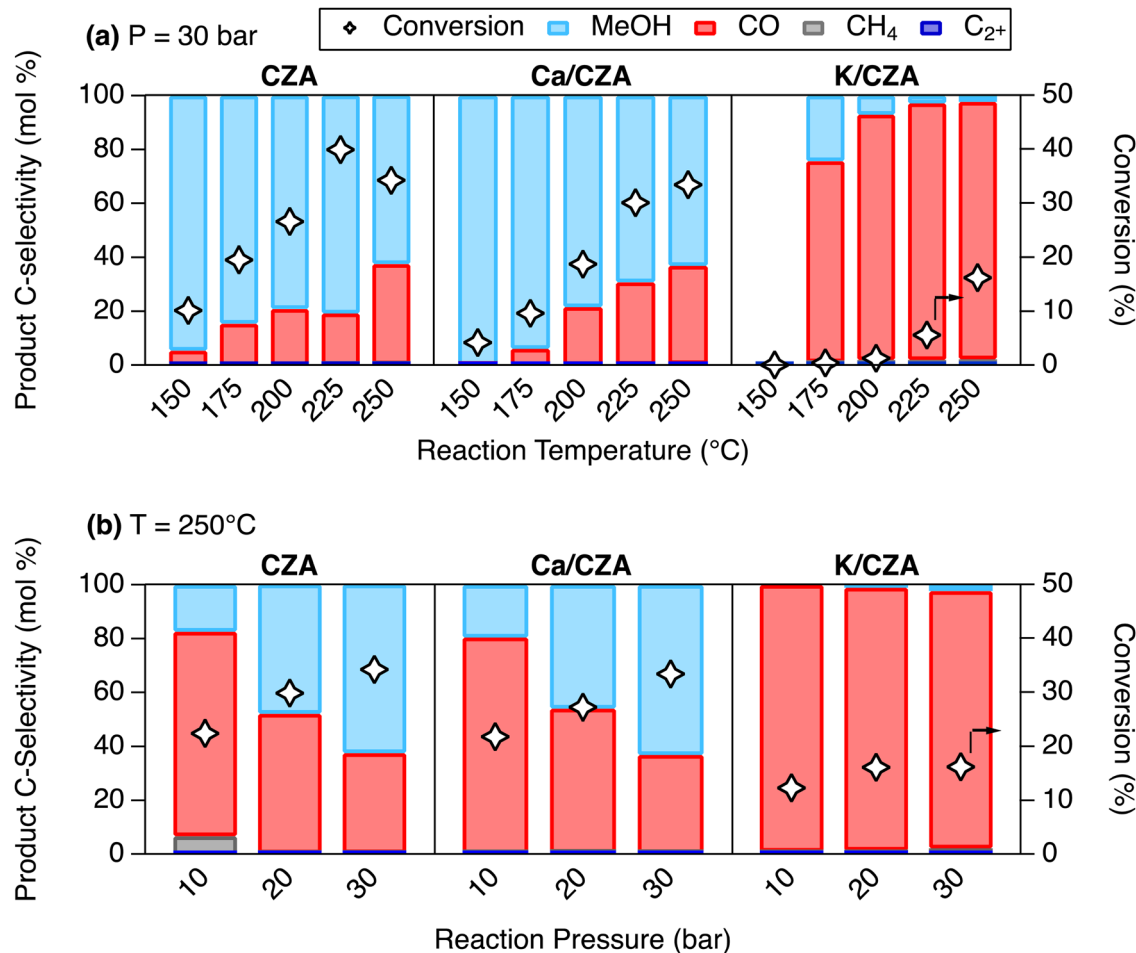 (a) P = 30 bar
Conversion MeOH CO CH₄ C₂₊
CZA Ca/CZA K/CZA
Product C-selectivity (mol %)
100
80
60
40
20
0
50
40
30
20
10
0
Conversion (%)
150 175 200 225 250 150 175 200 225 250 150 175 200 225 250
Reaction Temperature (°C)
(b) T = 250°C
CZA Ca/CZA K/CZA
Product C-Selectivity (mol %)
100
80
60
40
20
0
50
40
30
20
10
0
Conversion (%)
10 20 30 10 20 30 10 20 30
Reaction Pressure (bar)